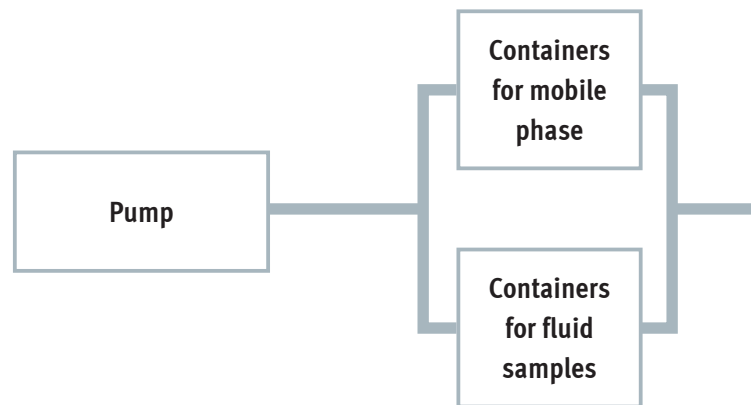 Containers
for mobile
phase
Pump
Containers
for fluid
samples